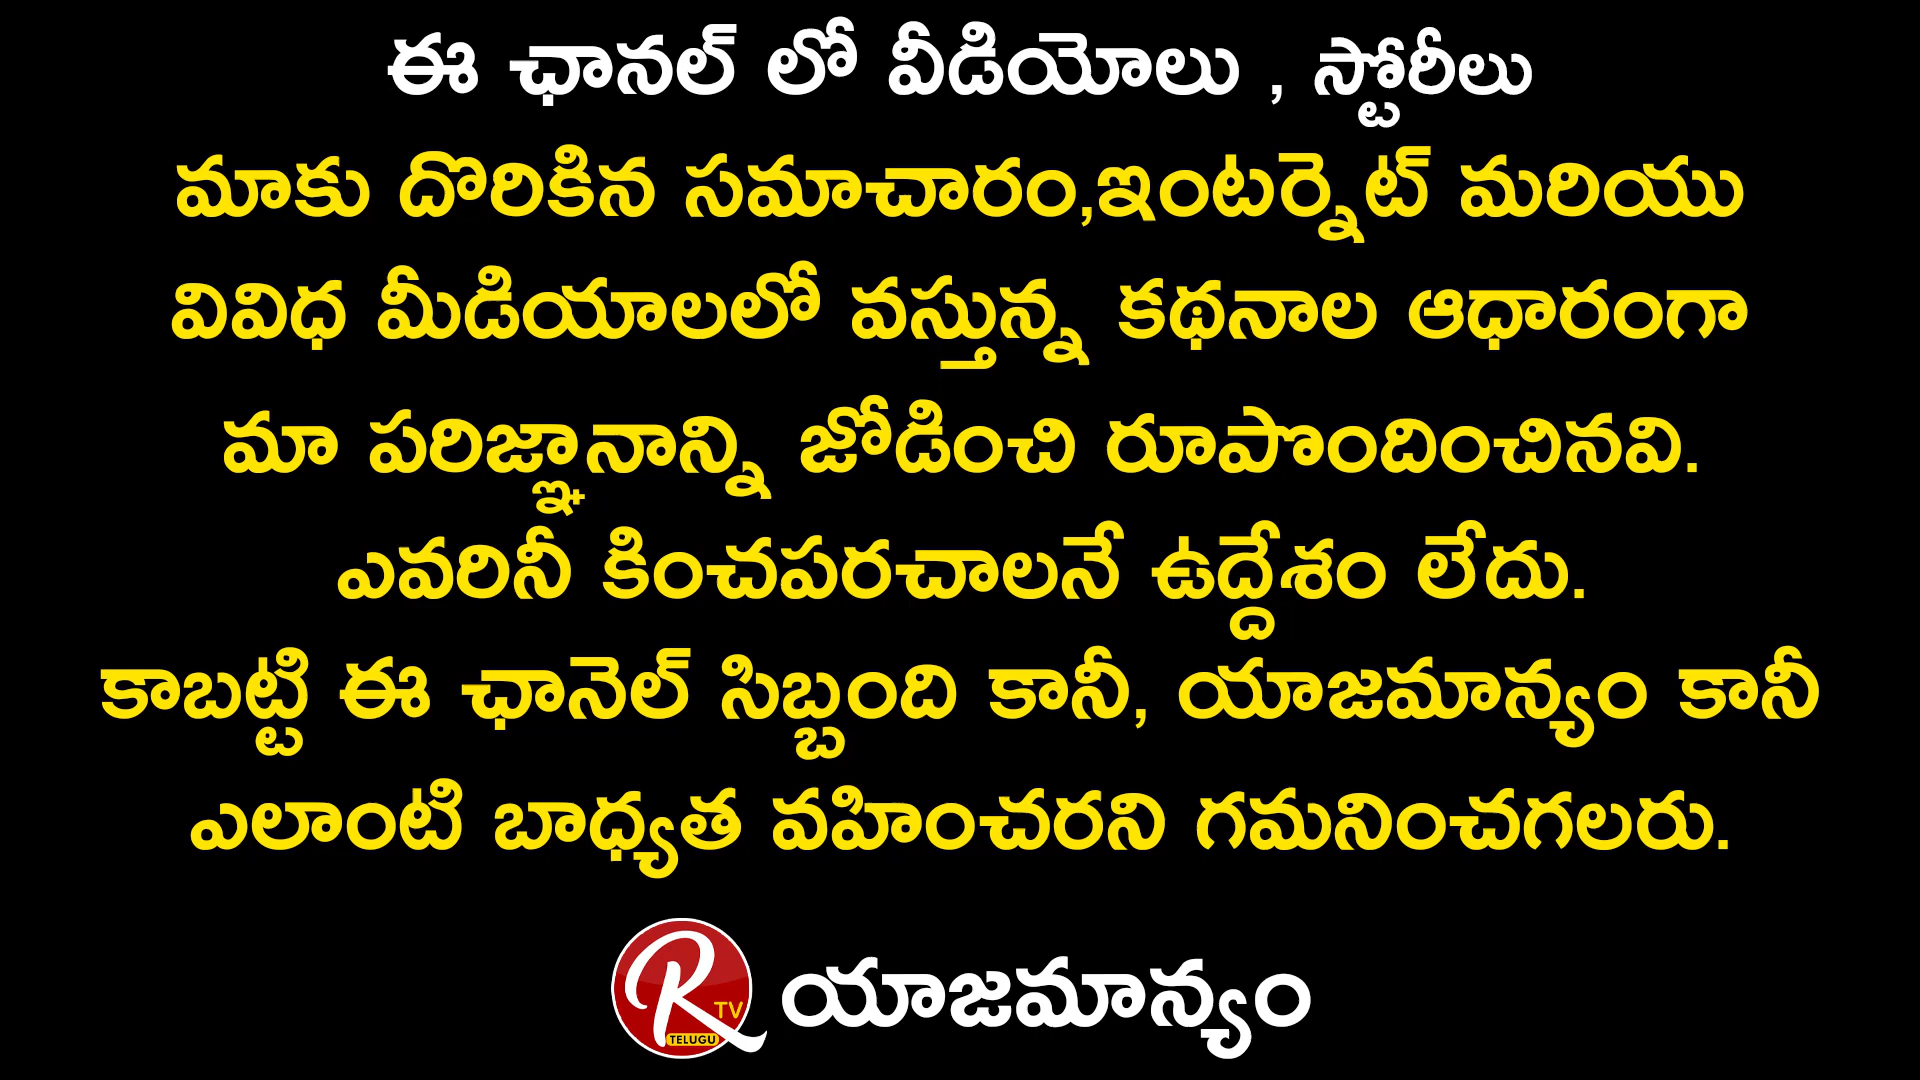 ఈ ఛానల్ లో వీడియోలు , స్టోరీలు
మాకు దొరికిన సమాచారం,ఇంటర్నెట్ మరియు
వివిధ మీడియాలలో వస్తున్న కథనాల ఆధారంగా
మా పరిజ్ఞానాన్ని జోడించి రూపొందించినవి.
ఎవరినీ కించపరచాలనే ఉద్దేశం లేదు.
కాబట్టి ఈ ఛానెల్ సిబ్బంది కానీ, యాజమాన్యం కానీ
ఎలాంటి బాధ్యత వహించరని గమనించగలరు.
R TV TELUGU యాజమాన్యం